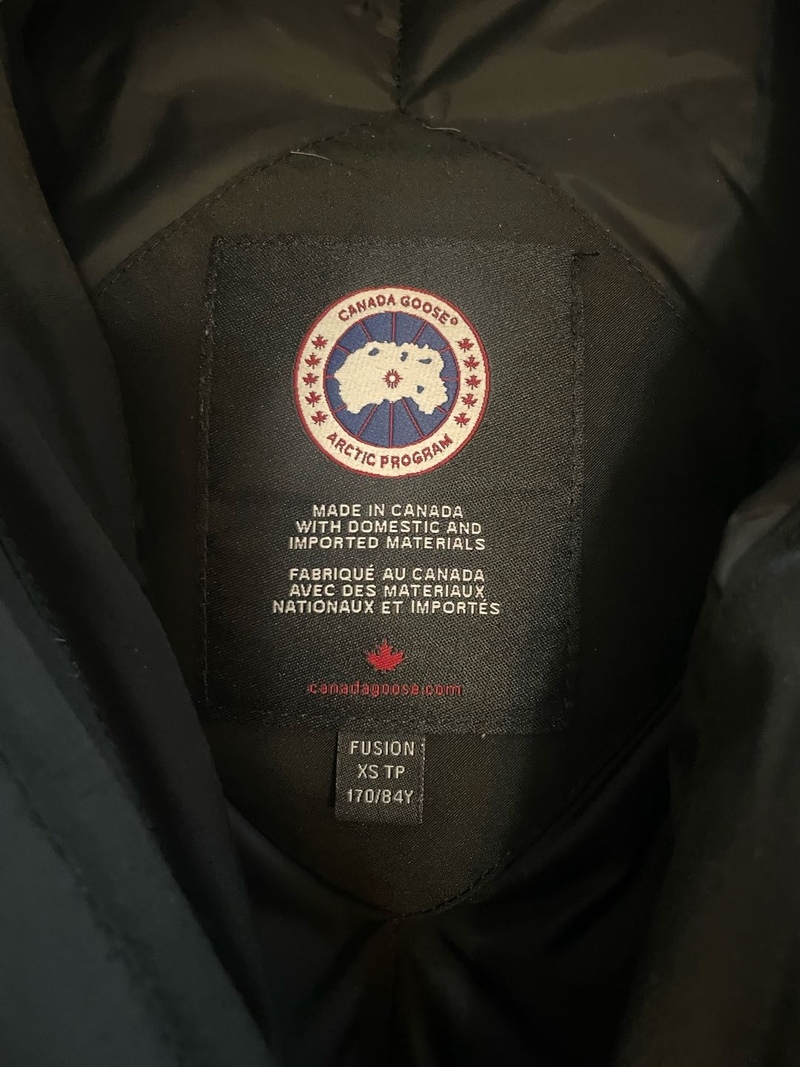 CANADA GOOSE®
ARCTIC PROGRAM
MADE IN CANADA
WITH DOMESTIC AND
IMPORTED MATERIALS
FABRIQUÉ AU CANADA
AVEC DES MATERIAUX
NATIONAUX ET IMPORTÉS
canadagoose.com
FUSION
XS TP
170/84Y